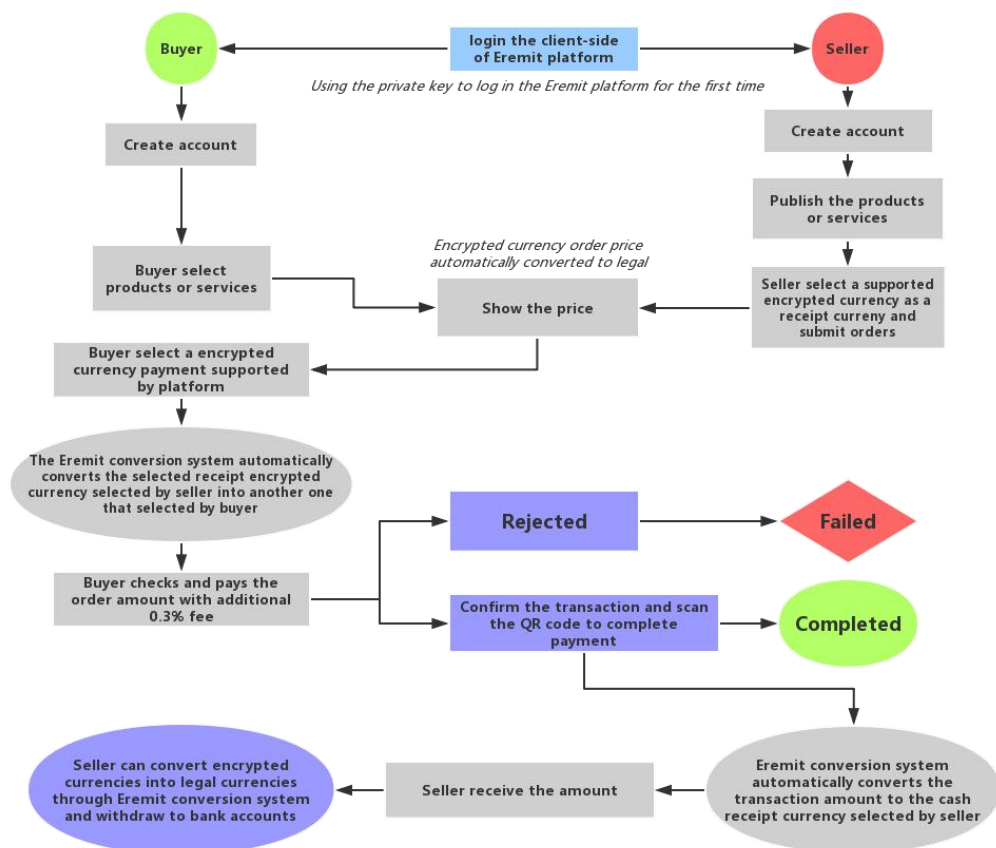 Buyer
login the client-side
of Eremit platform
Seller
Using the private key to log in the Eremit platform for the first time
Create account
Create account
Publish the products
or services
Encrypted currency order price
automatically converted to legal
Buyer select
products or services
Show the price
Seller select a supported
encrypted currency as a
receipt curreny and
submit orders
Buyer select a encrypted
currency payment supported
by platform
The Eremit conversion system automatically
converts the selected receipt encrypted
currency selected by seller into another one
that selected by buyer
Rejected
Failed
Buyer checks and pays the
order amount with additional
0.3% fee
Confirm the transaction and scan
the QR code to complete
payment
Completed
Seller can convert encrypted
currencies into legal currencies
through Eremit conversion system
and withdraw to bank accounts
Seller receive the amount
Eremit conversion system
automatically converts the
transaction amount to the cash
receipt currency selected by seller